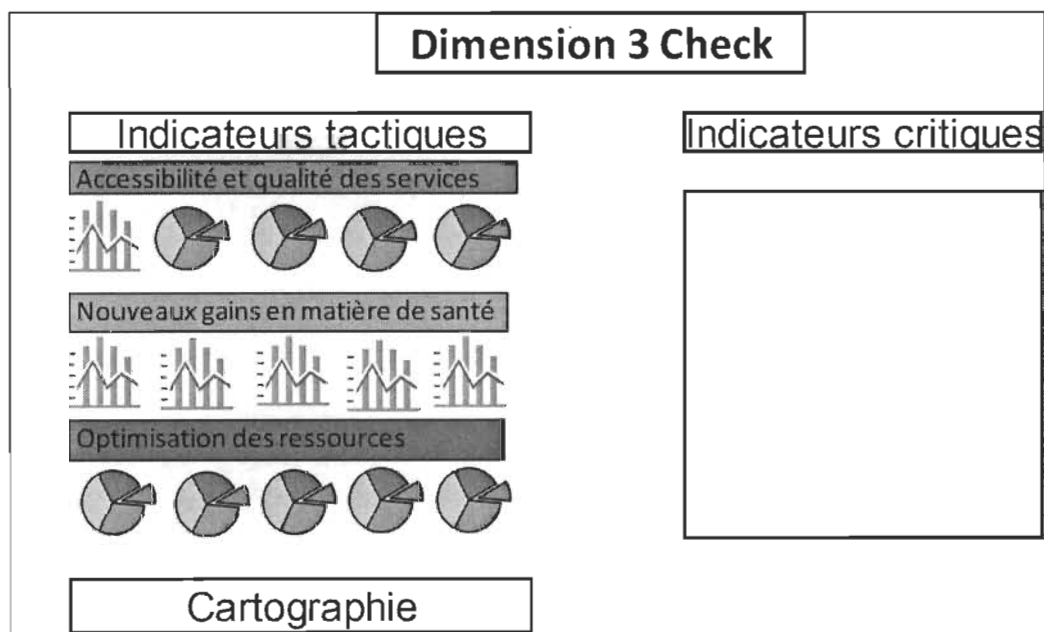 Dimension 3 Check
Indicateurs tactiques
Indicateurs critiques
Accessibilité et qualité des services
Nouveaux gains en matière de santé
Optimisation des ressources
Cartographie